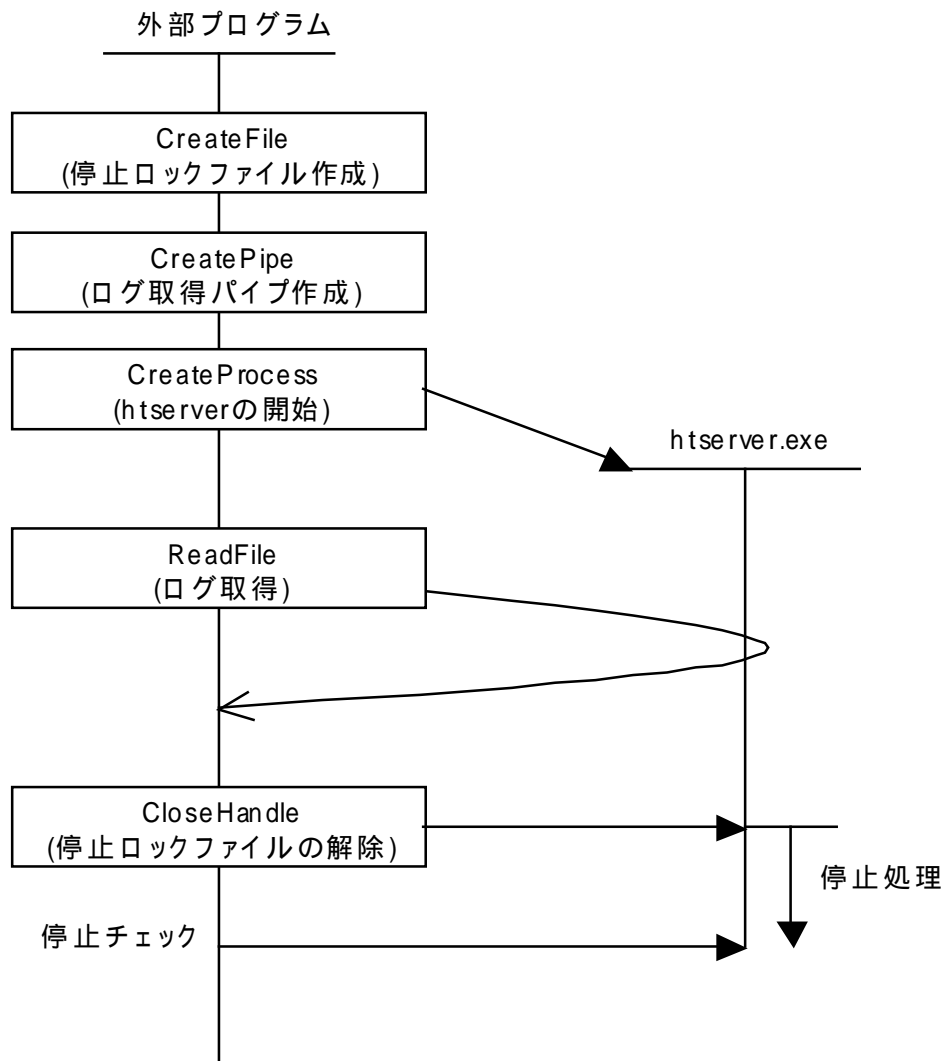 外部プログラム
CreateFile
(停止ロックファイル作成)
CreatePipe
(ログ取得パイプ作成)
CreateProcess
(htserverの開始)
htserver.exe
ReadFile
(ログ取得)
CloseHandle
(停止ロックファイルの解除)
停止処理
停止チェック